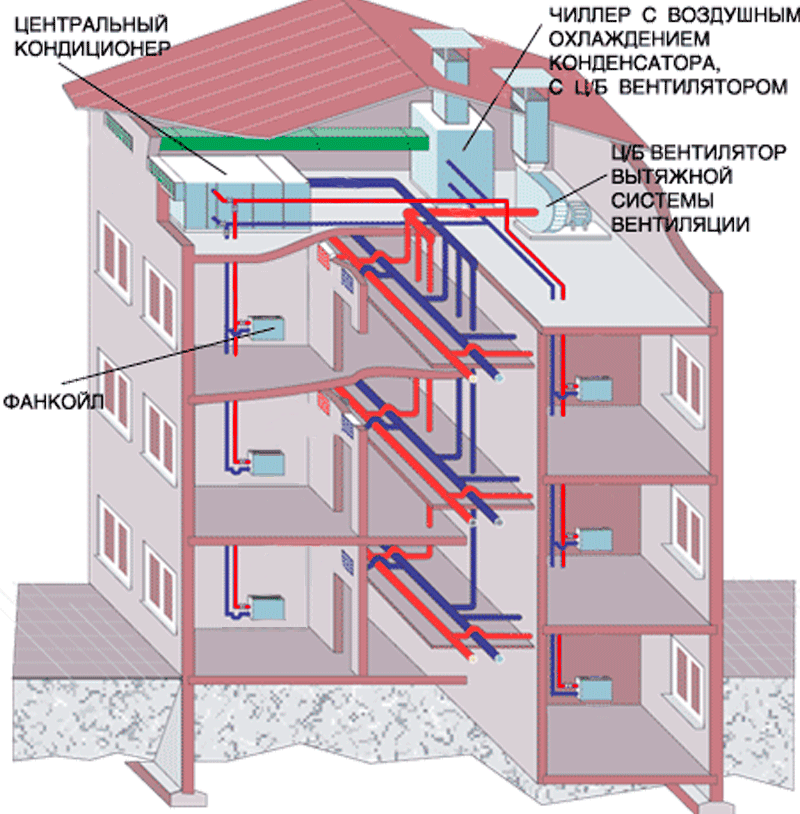 ЦЕНТРАЛЬНЫЙ
КОНДИЦИОНЕР
ЧИЛЛЕР С ВОЗДУШНЫМ
ОХЛАЖДЕНИЕМ
КОНДЕНСАТОРА,
С Ц/Б ВЕНТИЛЯТОРОМ
Ц/Б ВЕНТИЛЯТОР
ВЫТЯЖНОЙ
СИСТЕМЫ
ВЕНТИЛЯЦИИ
ФАНКОЙЛ